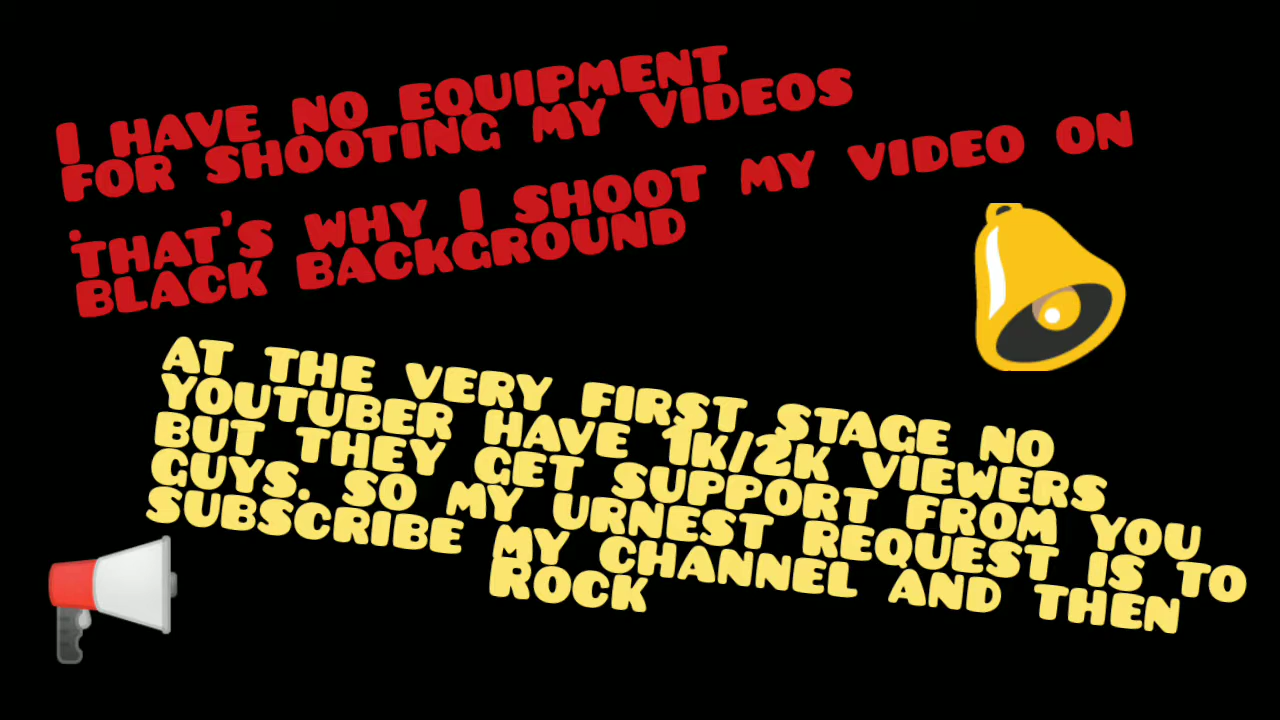 I HAVE NO EQUIPMENT
FOR SHOOTING MY VIDEOS
.
THAT'S WHY I SHOOT MY VIDEO ON
BLACK BACKGROUND
AT THE VERY FIRST STAGE NO
YOUTUBER HAVE 1K/2K VIEWERS
BUT THEY GET SUPPORT FROM YOU
GUYS. SO MY URNEST REQUEST IS TO
SUBSCRIBE MY CHANNEL AND THEN
ROCK